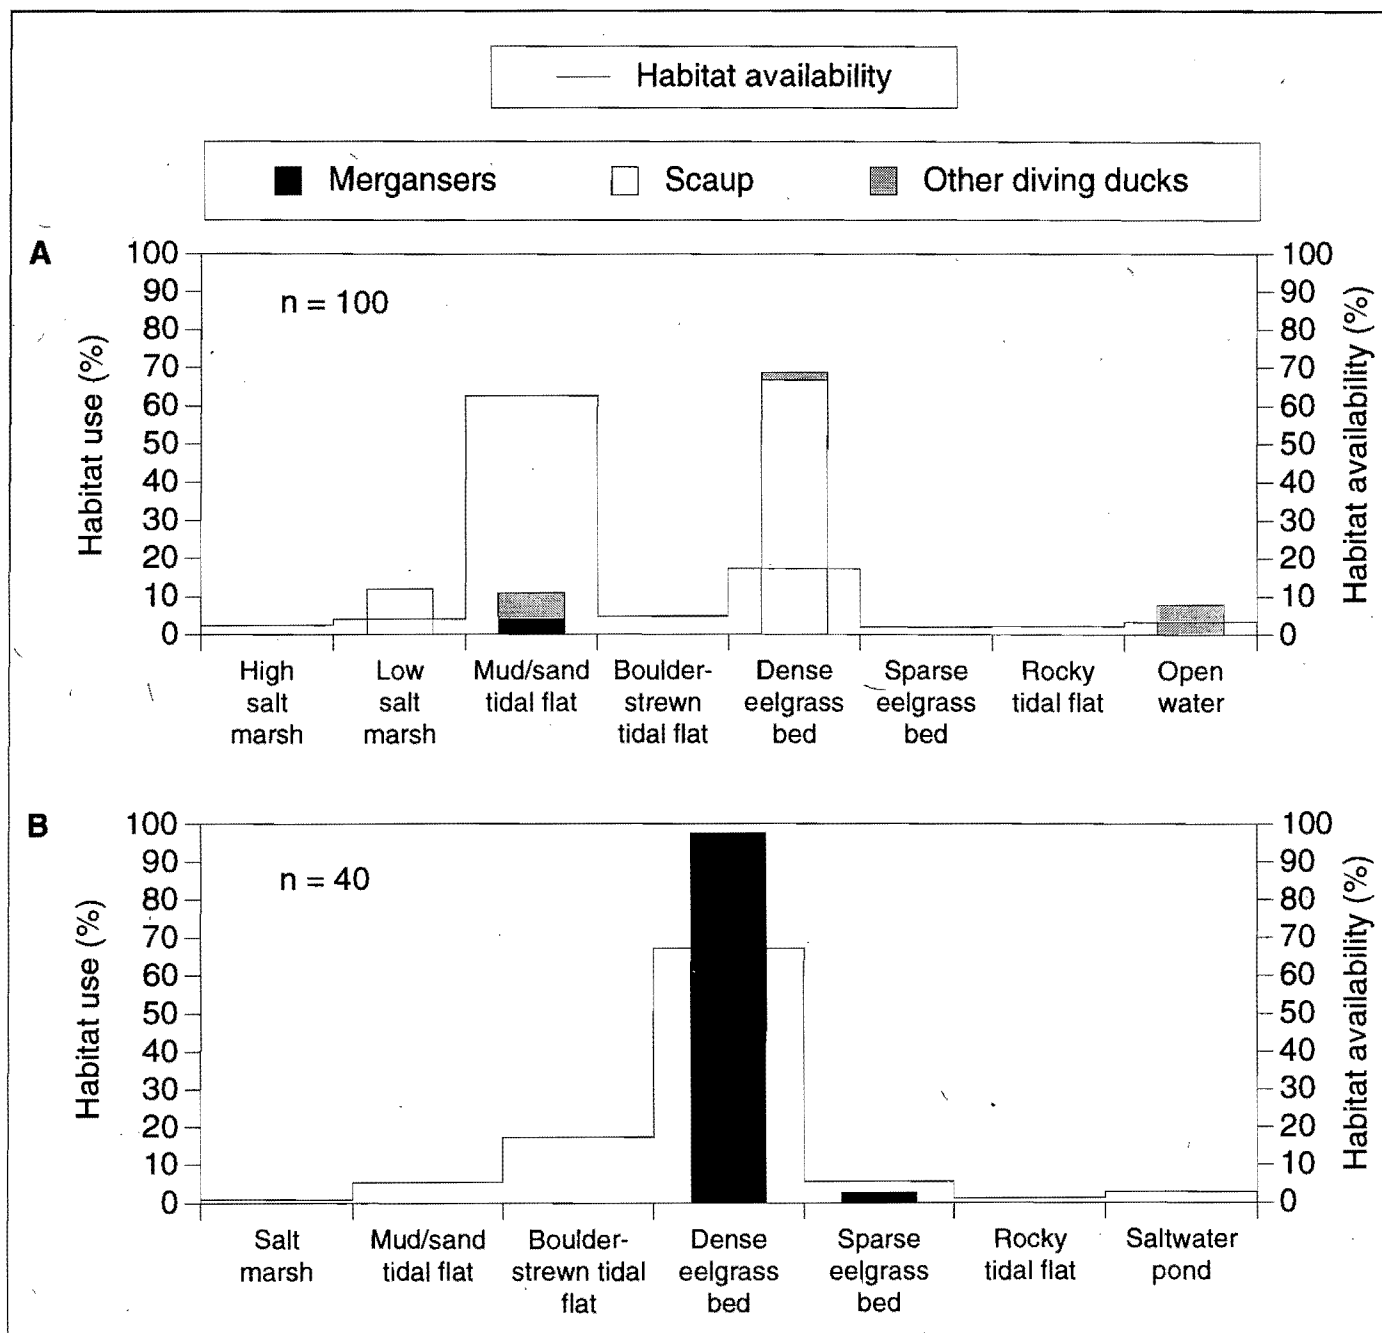 Habitat availability
Mergansers Scaup Other diving ducks
A
n = 100
Habitat use (%)
100
90
80
70
60
50
40
30
20
10
0
Habitat availability (%)
100
90
80
70
60
50
40
30
20
10
0
High
salt
marsh
Low
salt
marsh
Mud/sand
tidal flat
Boulder-
strewn
tidal flat
Dense
eelgrass
bed
Sparse
eelgrass
bed
Rocky
tidal flat
Open
water
B
n = 40
Habitat use (%)
100
90
80
70
60
50
40
30
20
10
0
Habitat availability (%)
100
90
80
70
60
50
40
30
20
10
0
Salt
marsh
Mud/sand
tidal flat
Boulder-
strewn tidal
flat
Dense
eelgrass
bed
Sparse
eelgrass
bed
Rocky
tidal flat
Saltwater
pond